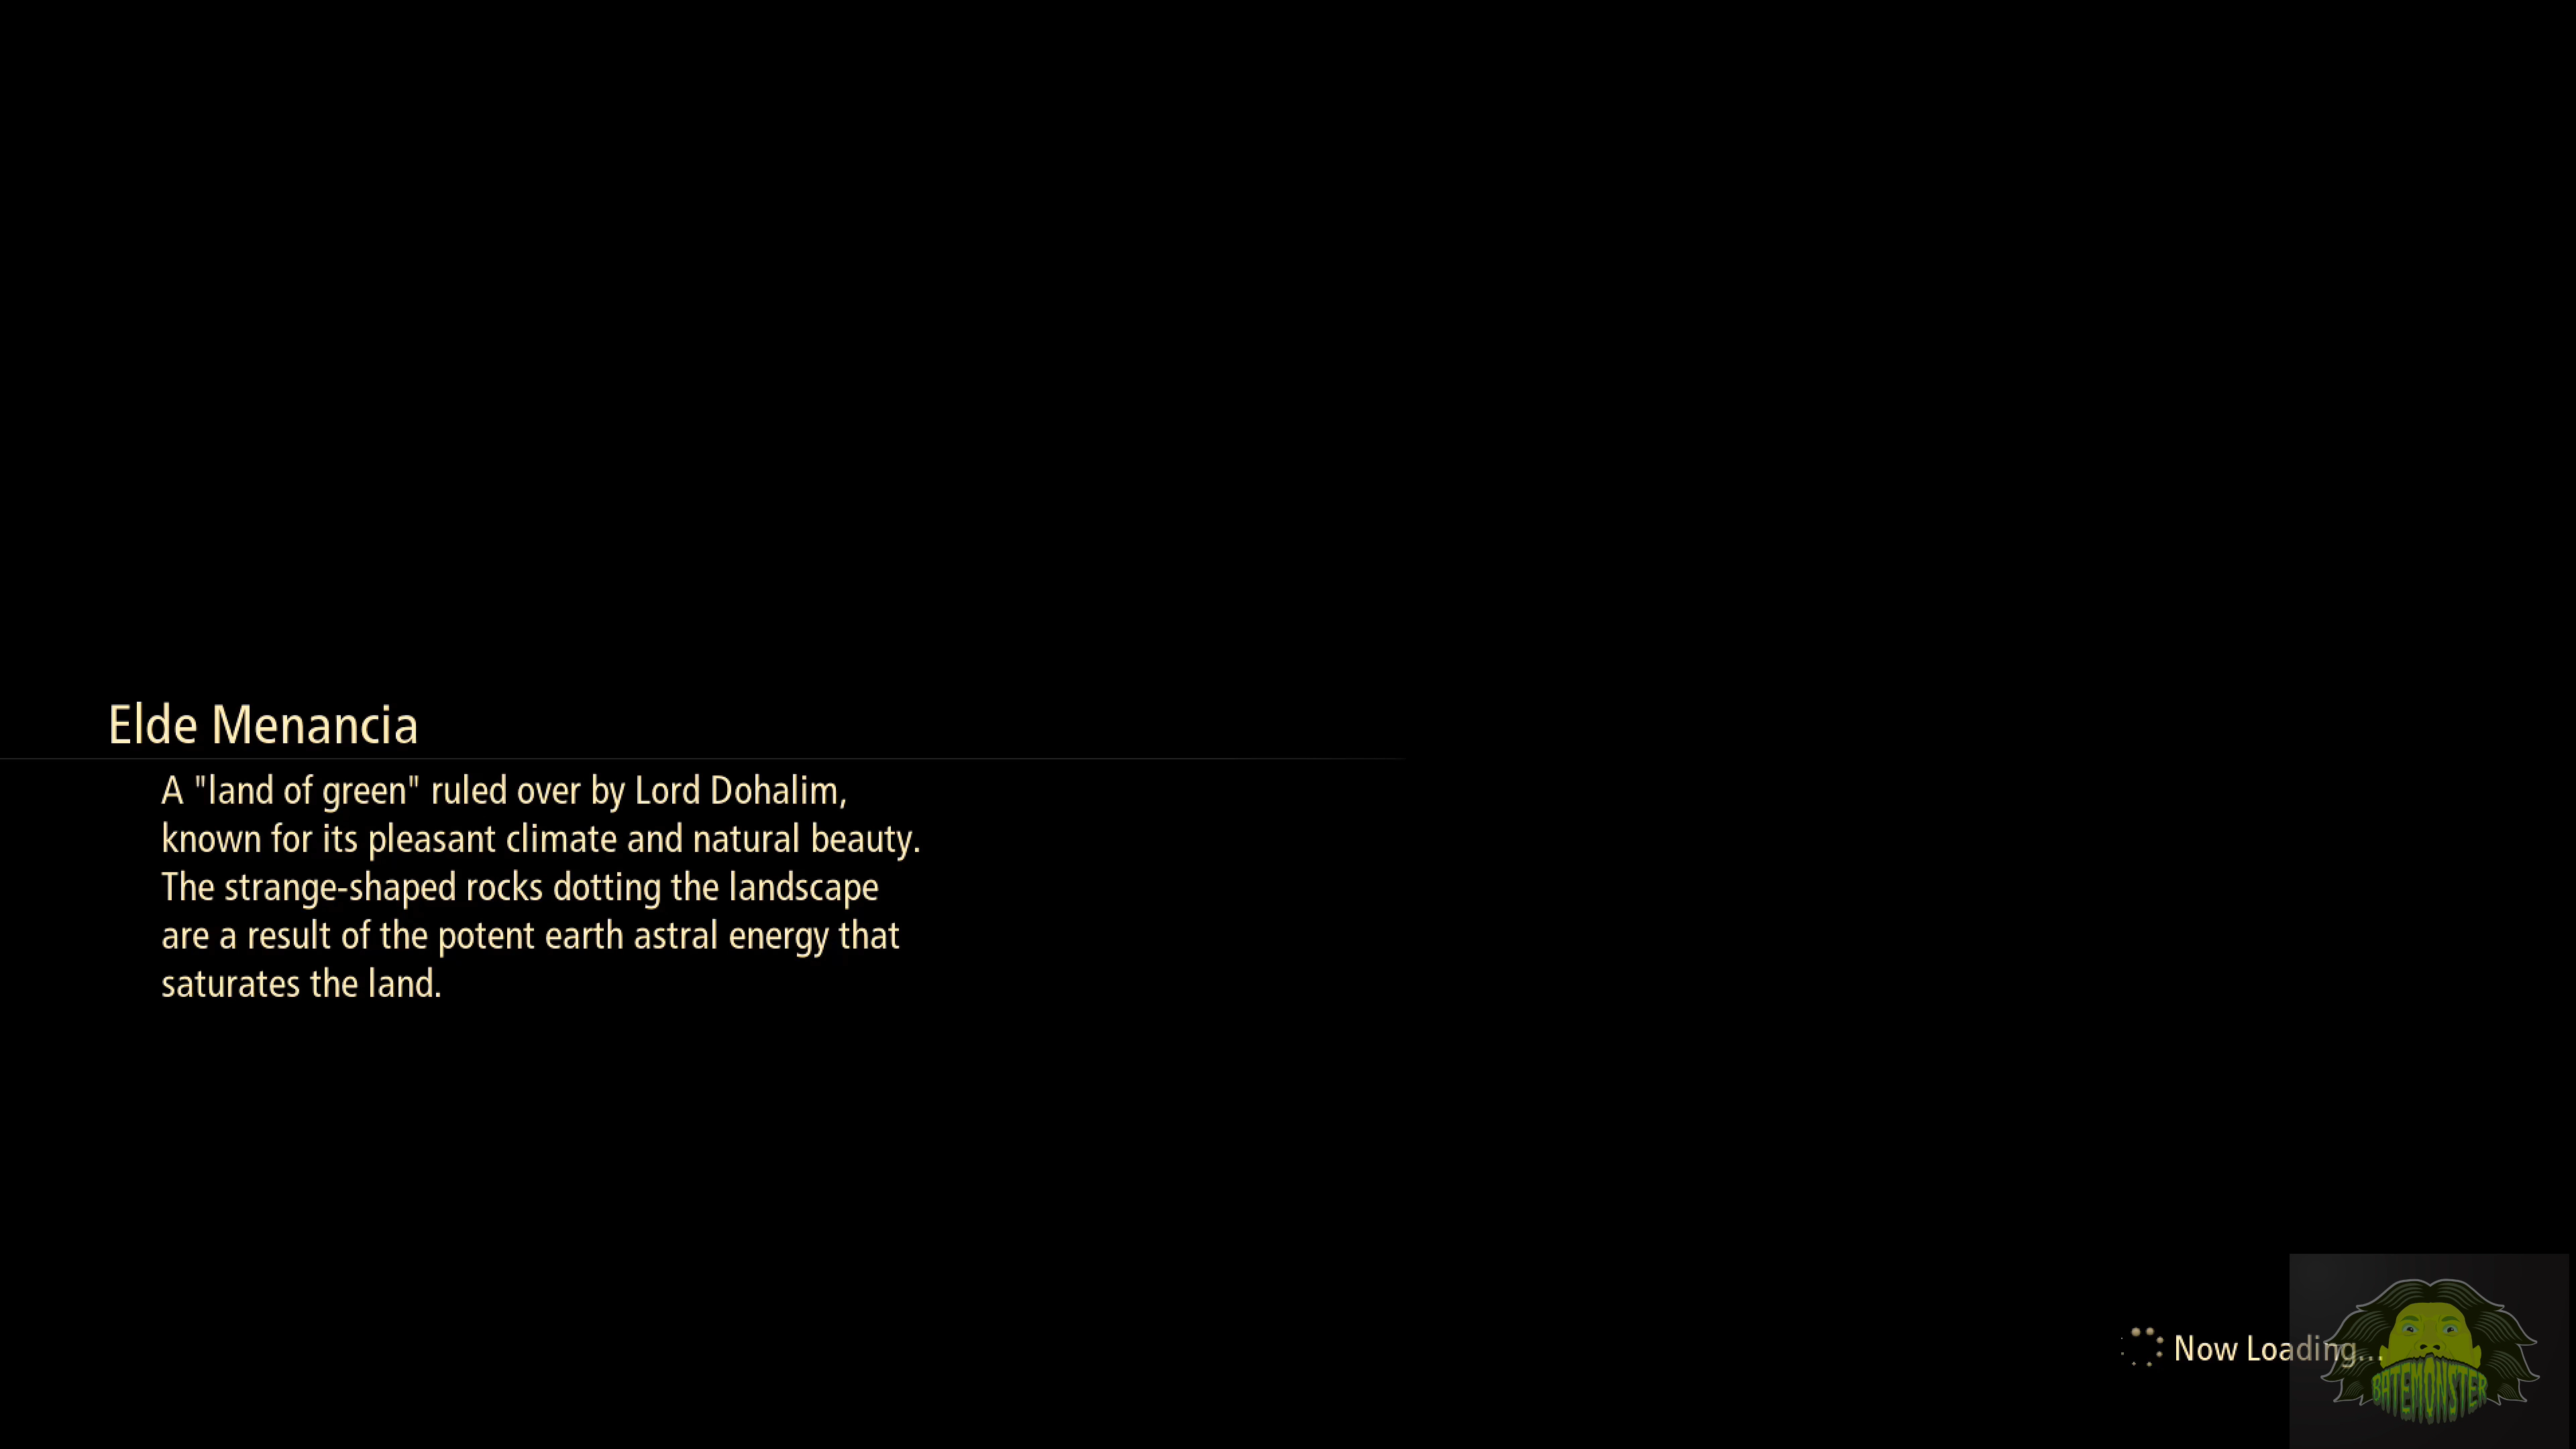 Elde Menancia
A "land of green" ruled over by Lord Dohalim,
known for its pleasant climate and natural beauty.
The strange-shaped rocks dotting the landscape
are a result of the potent earth astral energy that
saturates the land.
Now Loading...
BATEMONSTER